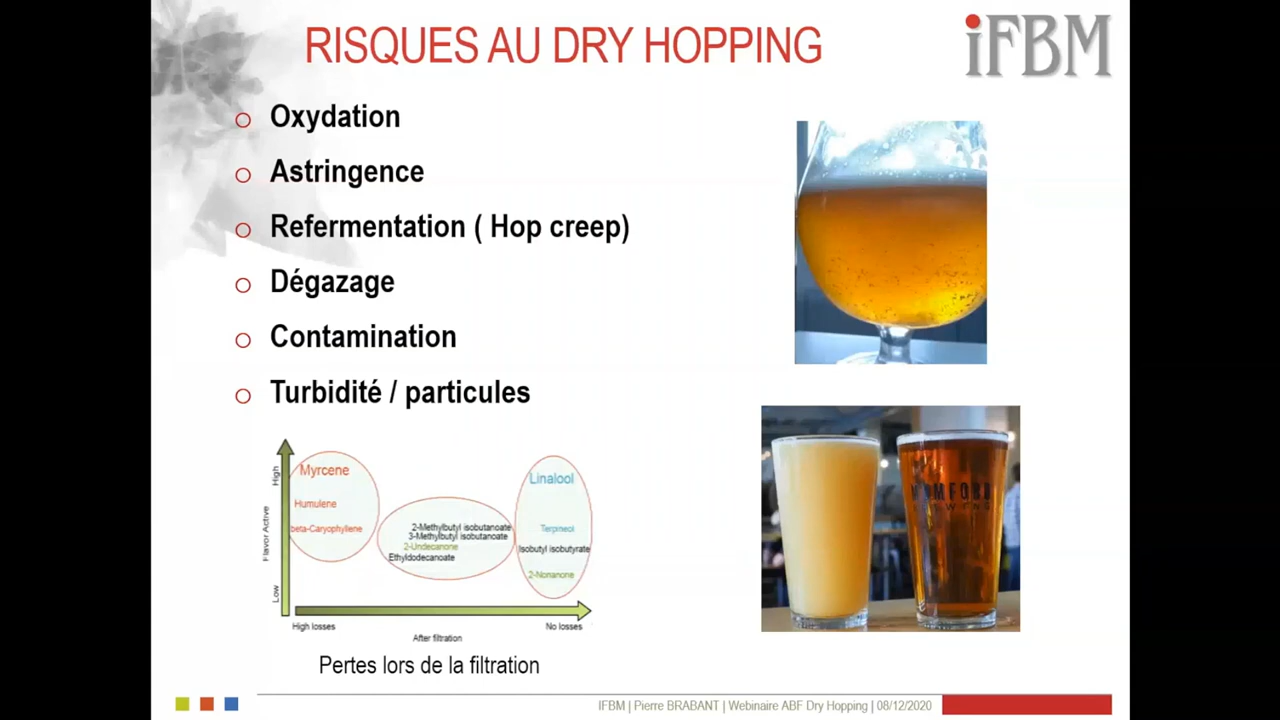 RISQUES AU DRY HOPPING
iFBM
Oxydation
Astringence
Refermentation ( Hop creep)
Dégazage
Contamination
Turbidité / particules
High
Flavor Active
Low
Myrcene
Humulene
beta-Caryophyllene
2-Methylbutyl isobutanoate
3-Methylbutyl isobutanoate
2-Undecanone
Ethyldodecanoate
Linalool
Terpineol
Isobutyl isobutyrate
2-Nonanone
High losses
No losses
After filtration
Pertes lors de la filtration
MUMFORD
BREWING
IFBM | Pierre BRABANT | Webinaire ABF Dry Hopping | 08/12/2020